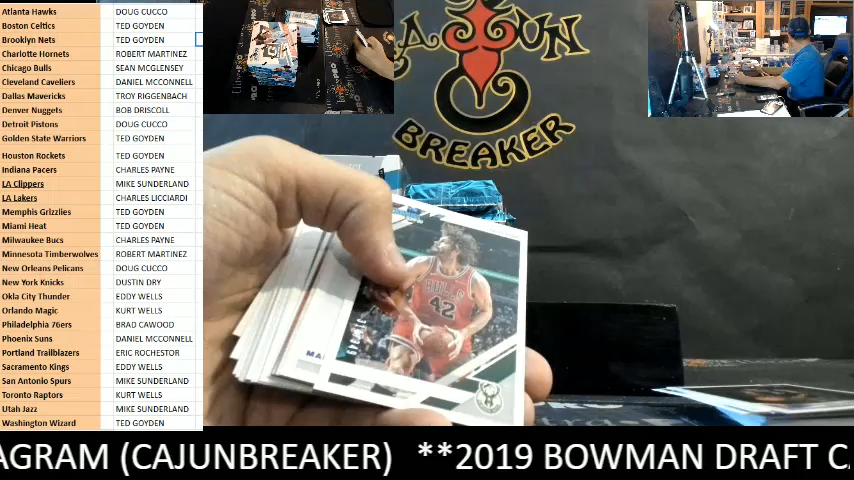 Atlanta Hawks DOUG CUCCO
Boston Celtics TED GOYDEN
Brooklyn Nets TED GOYDEN
Charlotte Hornets ROBERT MARTINEZ
Chicago Bulls SEAN MCGLENSEY
Cleveland Caveliers DANIEL MCCONNELL
Dallas Mavericks TROY RIGGENBACH
Denver Nuggets BOB DRISCOLL
Detroit Pistons DOUG CUCCO
Golden State Warriors TED GOYDEN
Houston Rockets TED GOYDEN
Indiana Pacers CHARLES PAYNE
LA Clippers MIKE SUNDERLAND
LA Lakers CHARLES LICCIARDI
Memphis Grizzlies TED GOYDEN
Miami Heat TED GOYDEN
Milwaukee Bucs CHARLES PAYNE
Minnesota Timberwolves ROBERT MARTINEZ
New Orleans Pelicans DOUG CUCCO
New York Knicks DUSTIN DRY
Okla City Thunder EDDY WELLS
Orlando Magic KURT WELLS
Philadelphia 76ers BRAD CAWOOD
Phoenix Suns DANIEL MCCONNELL
Portland Trailblazers ERIC ROCHESTOR
Sacramento Kings EDDY WELLS
San Antonio Spurs MIKE SUNDERLAND
Toronto Raptors KURT WELLS
Utah Jazz MIKE SUNDERLAND
Washington Wizard TED GOYDEN
UN
BREAKER
BULLS
42
MA
AGRAM (CAJUNBREAKER) **2019 BOWMAN DRAFT CA